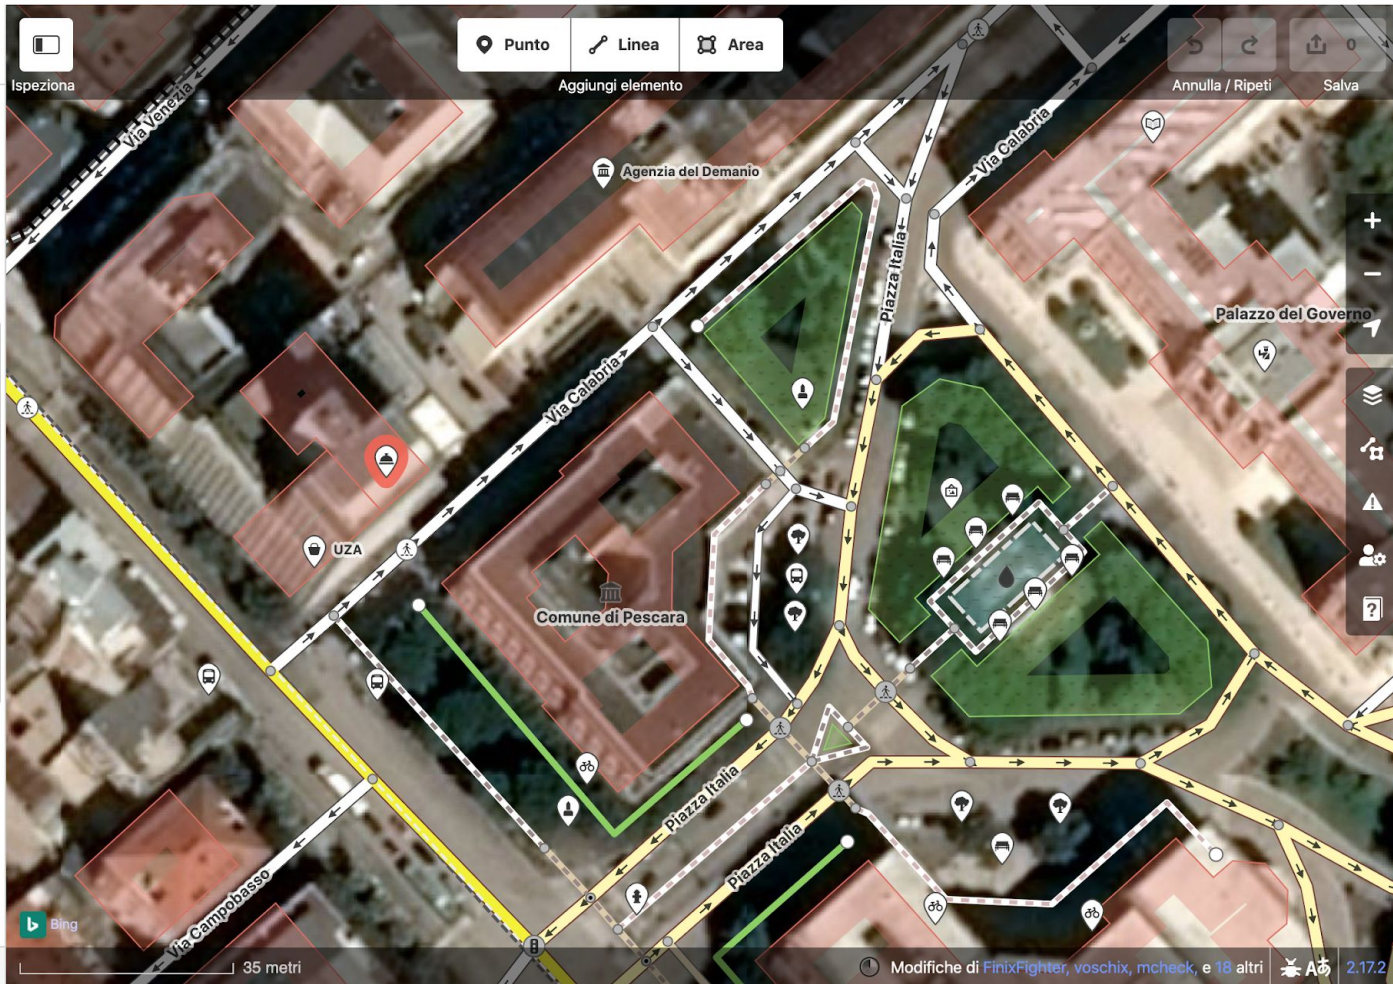 Punto
Linea
Area
0
Ispeziona
Aggiungi elemento
Annulla / Ripeti
Salva
Via Venezia
Agenzia del Demanio
Via Calabria
Piazza Italia
Palazzo del Governo
Via Calabria
UZA
Comune di Pescara
Piazza Italia
Piazza Italia
Via Campobasso
Bing
35 metri
Modifiche di FinixFighter, voschix, mcheck, e 18 altri
2.17.2